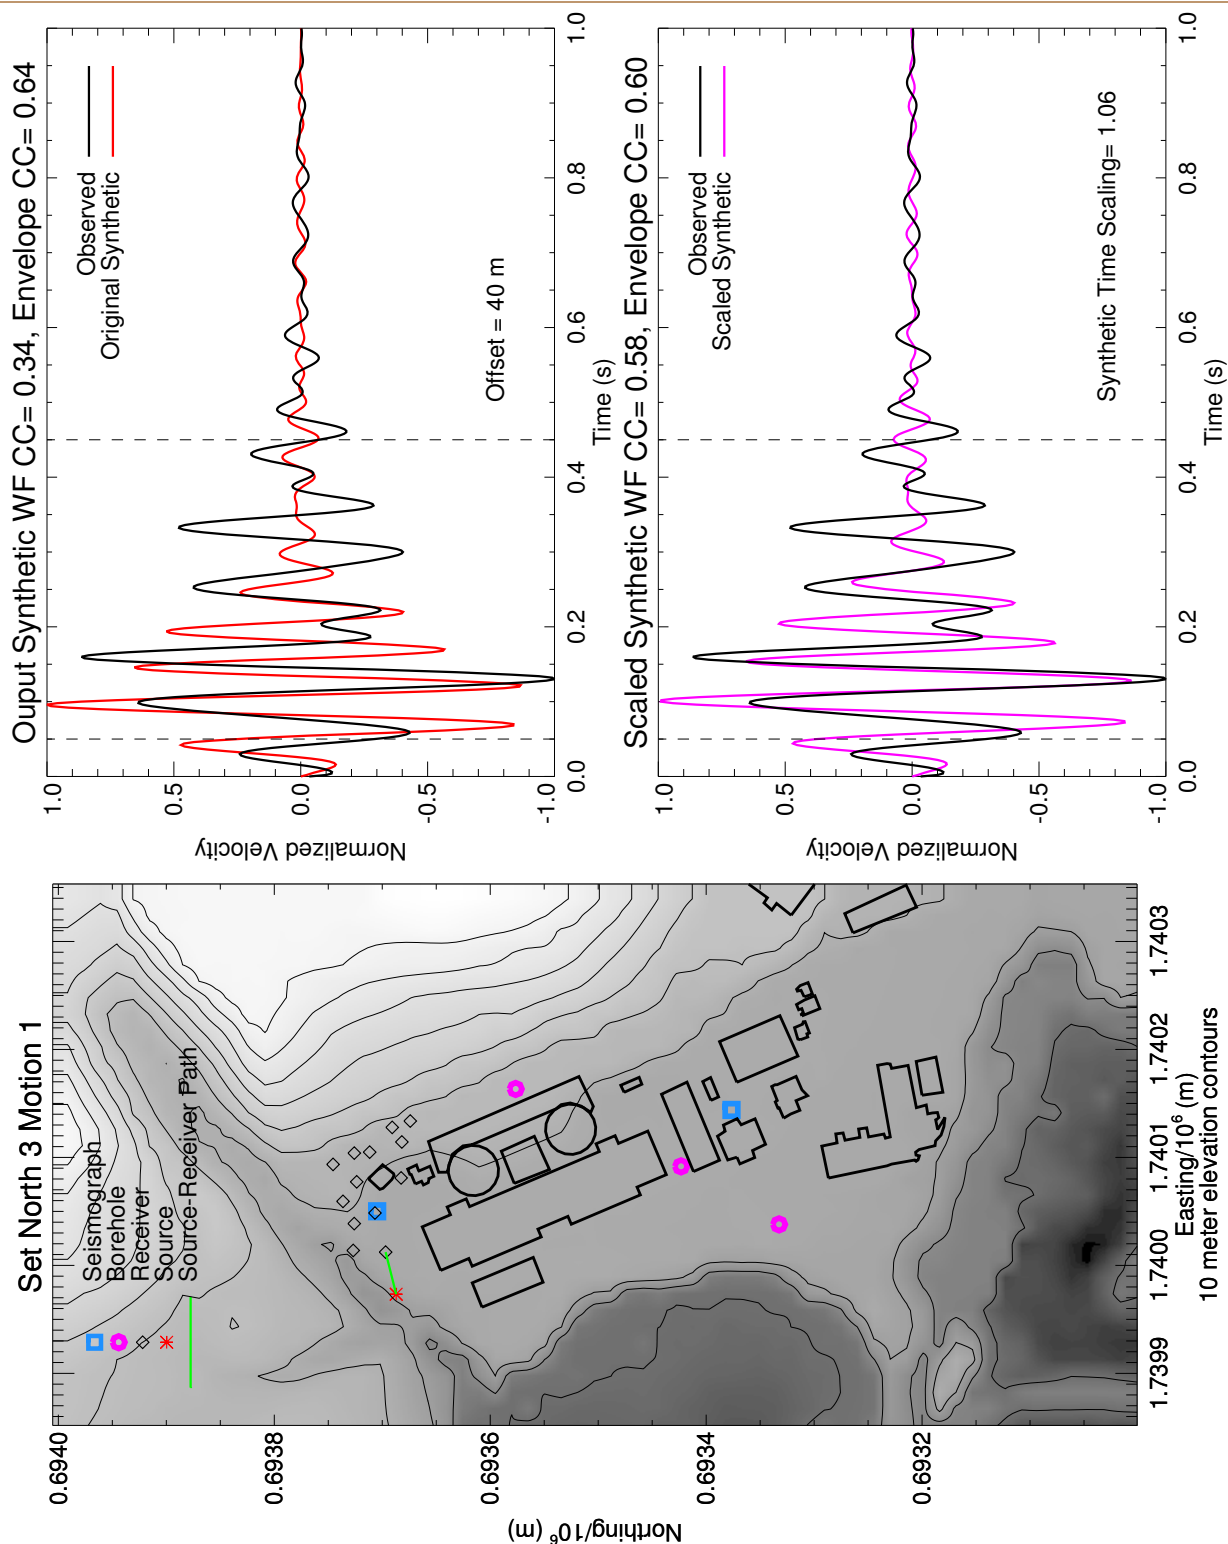 Set North 3 Motion 1
Seismograph
Borehole
Receiver
Source
Source-Receiver Path
0.6940
0.6938
0.6936
0.6934
0.6932
Northing/10⁶ (m)
1.7399
1.7400
1.7401
1.7402
1.7403
Easting/10⁶ (m)
10 meter elevation contours
Ouput Synthetic WF CC= 0.34, Envelope CC= 0.64
Observed
Original Synthetic
Offset = 40 m
1.0
0.5
0.0
-0.5
-1.0
Normalized Velocity
0.0
0.2
0.4
0.6
0.8
1.0
Time (s)
Scaled Synthetic WF CC= 0.58, Envelope CC= 0.60
Observed
Scaled Synthetic
Synthetic Time Scaling= 1.06
1.0
0.5
0.0
-0.5
-1.0
Normalized Velocity
0.0
0.2
0.4
0.6
0.8
1.0
Time (s)